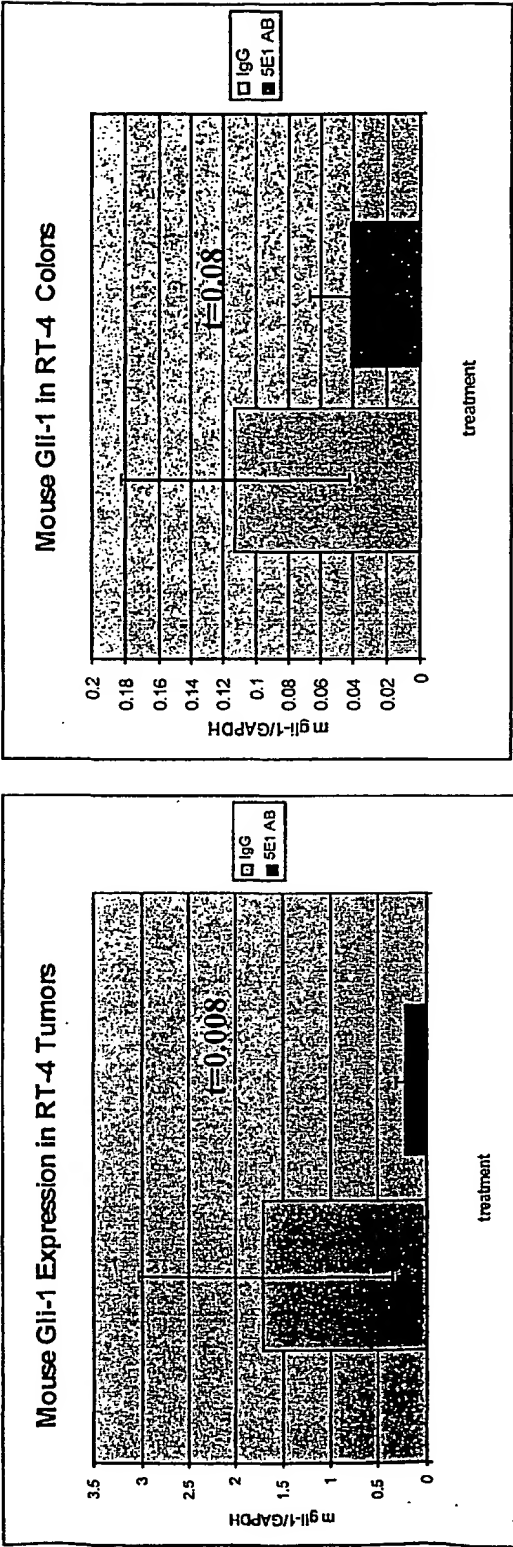 Mouse Gli-1 Expression in RT-4 Tumors
m gli-1/GAPDH
3.5
3
2.5
2
1.5
1
0.5
0
t=0.008
treatment
IgG
5E1 AB
Mouse Gli-1 in RT-4 Colons
m gli-1/GAPDH
0.2
0.18
0.16
0.14
0.12
0.1
0.08
0.06
0.04
0.02
0
t=0.08
treatment
IgG
5E1 AB